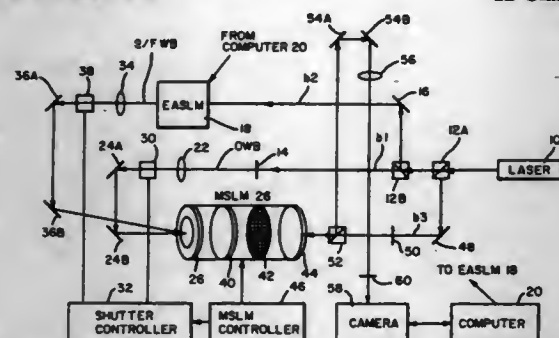 54A
54B
FROM
COMPUTER 20
S/FWB
56
36A
38
34
b2
16
EASLM
18
24A
30
22
OWB
14
b1
12A
10
12B
LASER
MSLM 26
b3
36B
24B
26
40
42
44
52
50
48
60
TO EASLM 18
32
46
58
20
SHUTTER
CONTROLLER
MSLM
CONTROLLER
CAMERA
COMPUTER